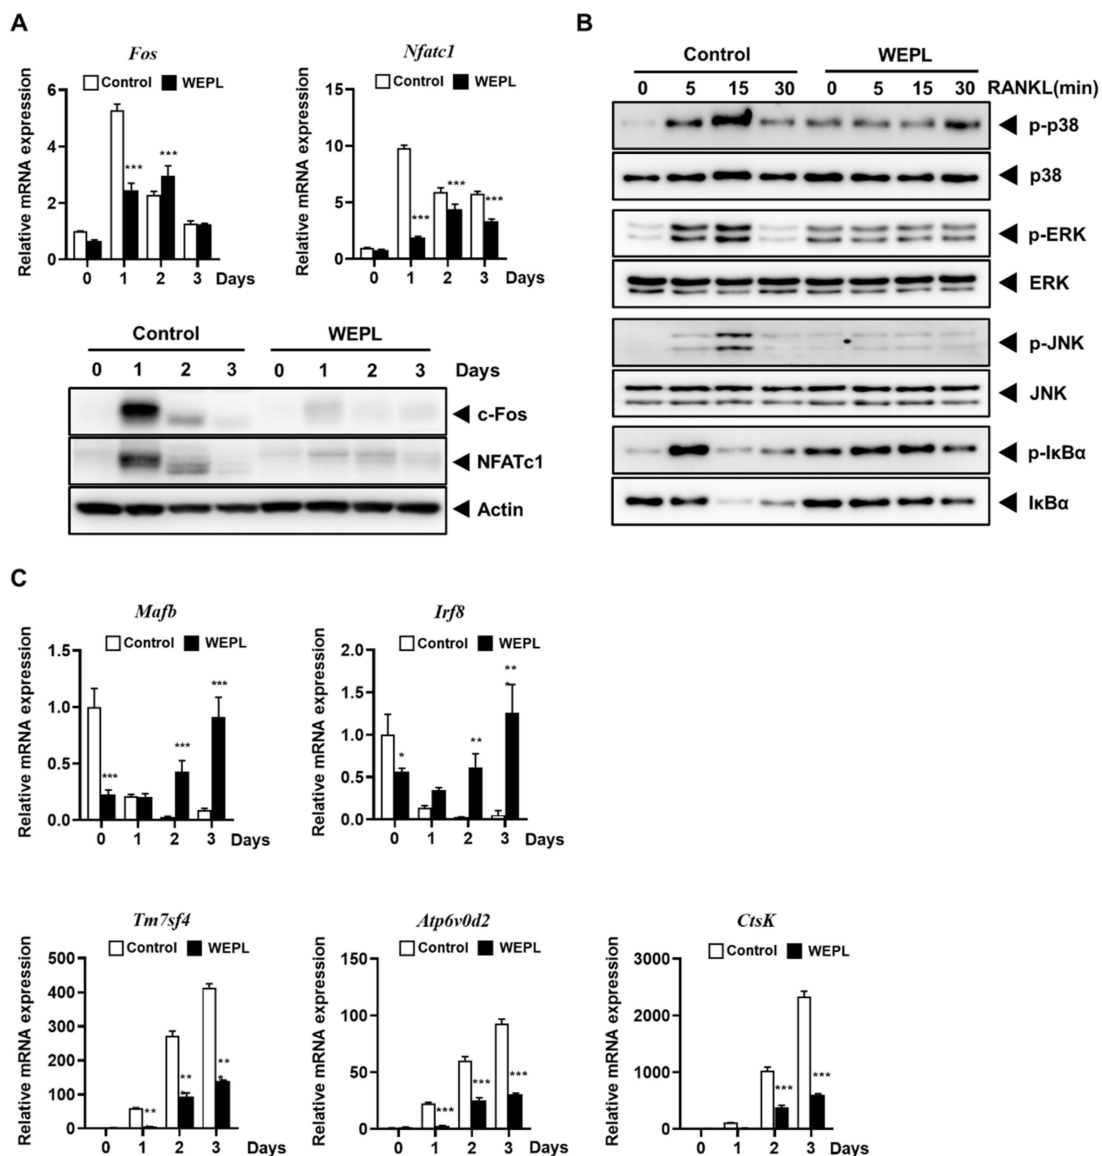 A
Fos
Control WEPL
Relative mRNA expression
6
4
2
0
0 1 2 3 Days
***
***
Nfatc1
Control WEPL
Relative mRNA expression
15
10
5
0
0 1 2 3 Days
***
***
***
Control WEPL
0 1 2 3 0 1 2 3 Days
c-Fos
NFATc1
Actin
B
Control WEPL
0 5 15 30 0 5 15 30 RANKL(min)
p-p38
p38
p-ERK
ERK
p-JNK
JNK
p-IκBα
IκBα
C
Mafb
Control WEPL
Relative mRNA expression
1.5
1.0
0.5
0.0
0 1 2 3 Days
***
***
***
Irf8
Control WEPL
Relative mRNA expression
2.0
1.5
1.0
0.5
0.0
0 1 2 3 Days
*
**
**
*
Tm7sf4
Control WEPL
Relative mRNA expression
500
400
300
200
100
0
0 1 2 3 Days
**
**
*
**
*
Atp6v0d2
Control WEPL
Relative mRNA expression
150
100
50
0
0 1 2 3 Days
***
***
***
CtsK
Control WEPL
Relative mRNA expression
3000
2000
1000
0
0 1 2 3 Days
***
***